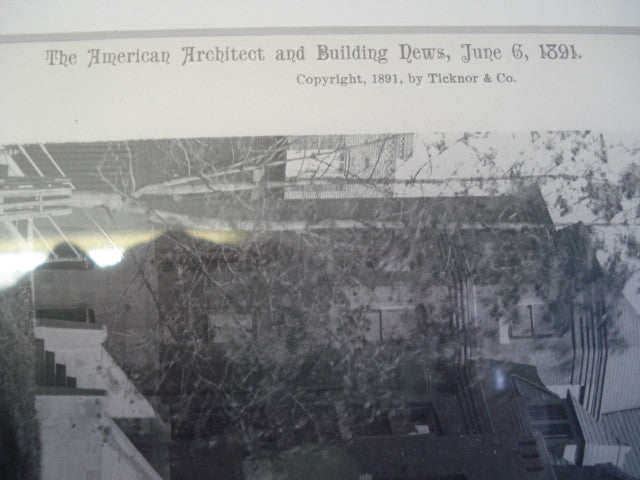 The American Architect and Building News, June 6, 1891.
Copyright, 1891, by Ticknor & Co.